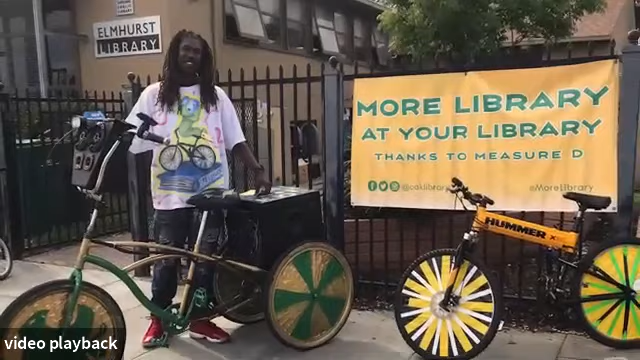 ELMHURST
LIBRARY
MORE LIBRARY
AT YOUR LIBRARY
THANKS TO MEASURE D
@oaklibrary
#MoreLibrary
HUMMER
video playback